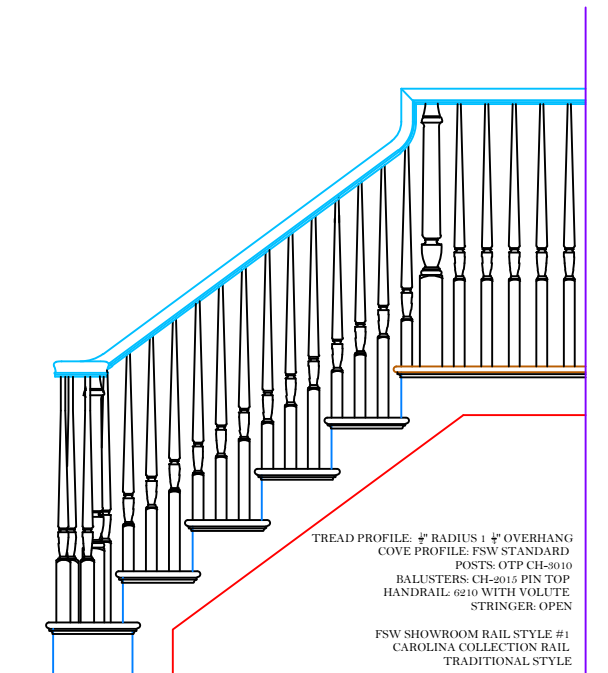 TREAD PROFILE: ½" RADIUS 1 ¼" OVERHANG
COVE PROFILE: FSW STANDARD
POSTS: OTP CH-3010
BALUSTERS: CH-2015 PIN TOP
HANDRAIL: 6210 WITH VOLUTE
STRINGER: OPEN
FSW SHOWROOM RAIL STYLE #1
CAROLINA COLLECTION RAIL
TRADITIONAL STYLE